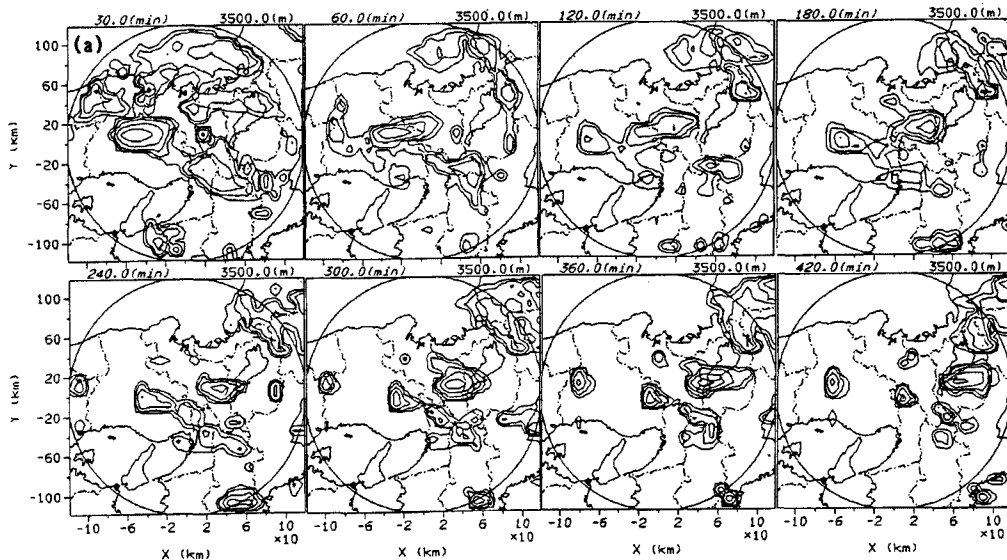 30.0(min) 3500.0(m) 60.0(min) 3500.0(m) 120.0(min) 3500.0(m) 180.0(min) 3500.0(m)
(a)
100
60
20
-20
-60
-100
Y (km)
240.0(min) 3500.0(m) 300.0(min) 3500.0(m) 360.0(min) 3500.0(m) 420.0(min) 3500.0(m)
100
60
20
-20
-60
-100
Y (km)
-10 -6 -2 2 6 10 -10 -6 -2 2 6 10 -10 -6 -2 2 6 10 -10 -6 -2 2 6 10
×10 ×10 ×10 ×10
X (km) X (km) X (km) X (km)